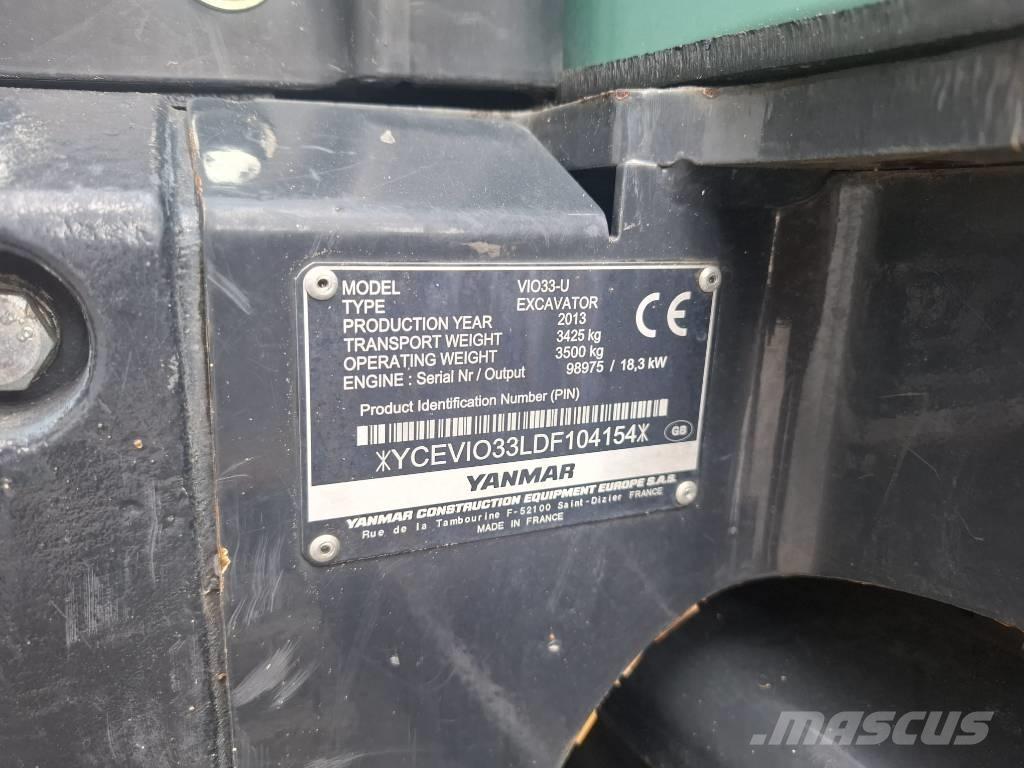 MODEL VIO33-U
TYPE EXCAVATOR
PRODUCTION YEAR 2013
TRANSPORT WEIGHT 3425 kg
OPERATING WEIGHT 3500 kg
ENGINE : Serial Nr / Output 98975 / 18,3 kW
CE
Product Identification Number (PIN)
*YCEVIO33LDF104154*
GB
YANMAR
YANMAR CONSTRUCTION EQUIPMENT EUROPE S.A.S.
Rue de la Tambourine F-52100 Saint-Dizier FRANCE
MADE IN FRANCE
MASCUS